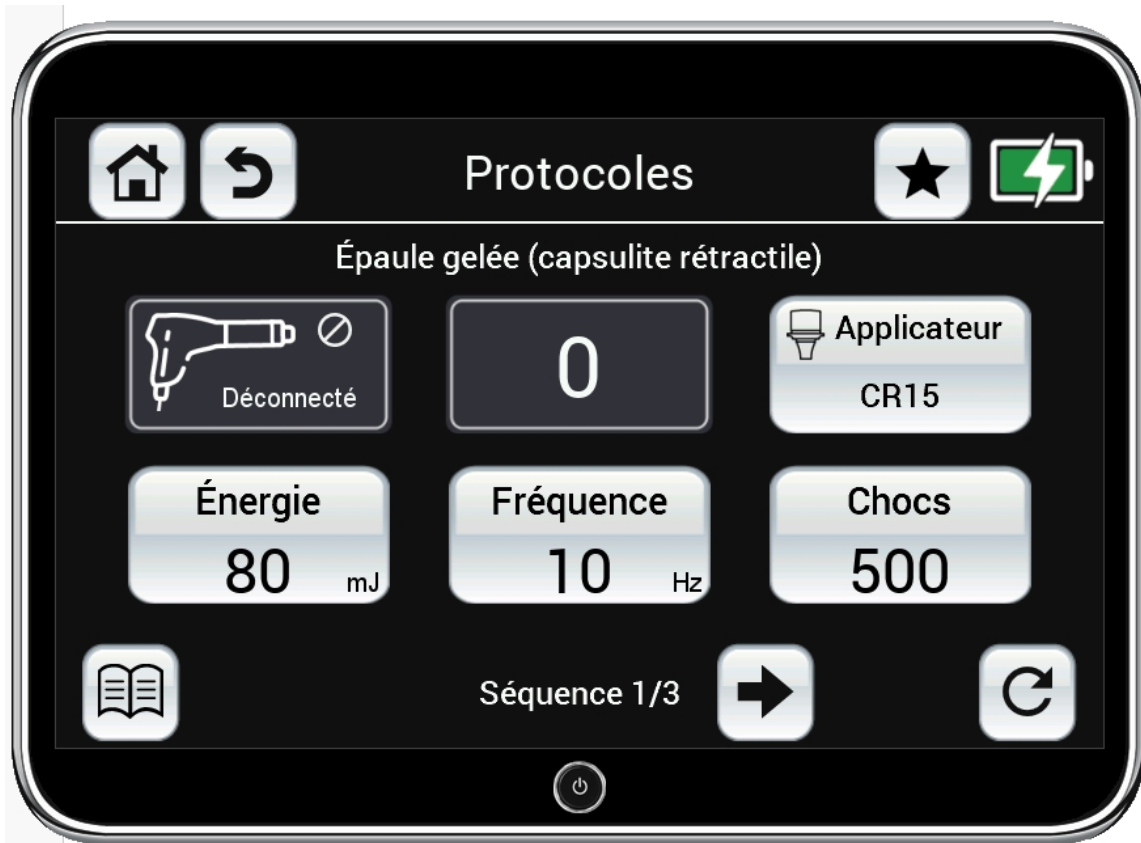 Protocoles
Épaule gelée (capsulite rétractile)
Déconnecté
0
Applicateur
CR15
Énergie
80 mJ
Fréquence
10 Hz
Chocs
500
Séquence 1/3